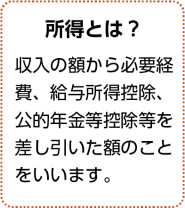 所得とは？
収入の額から必要経
費、給与所得控除、
公的年金等控除等を
差し引いた額のこと
をいいます。